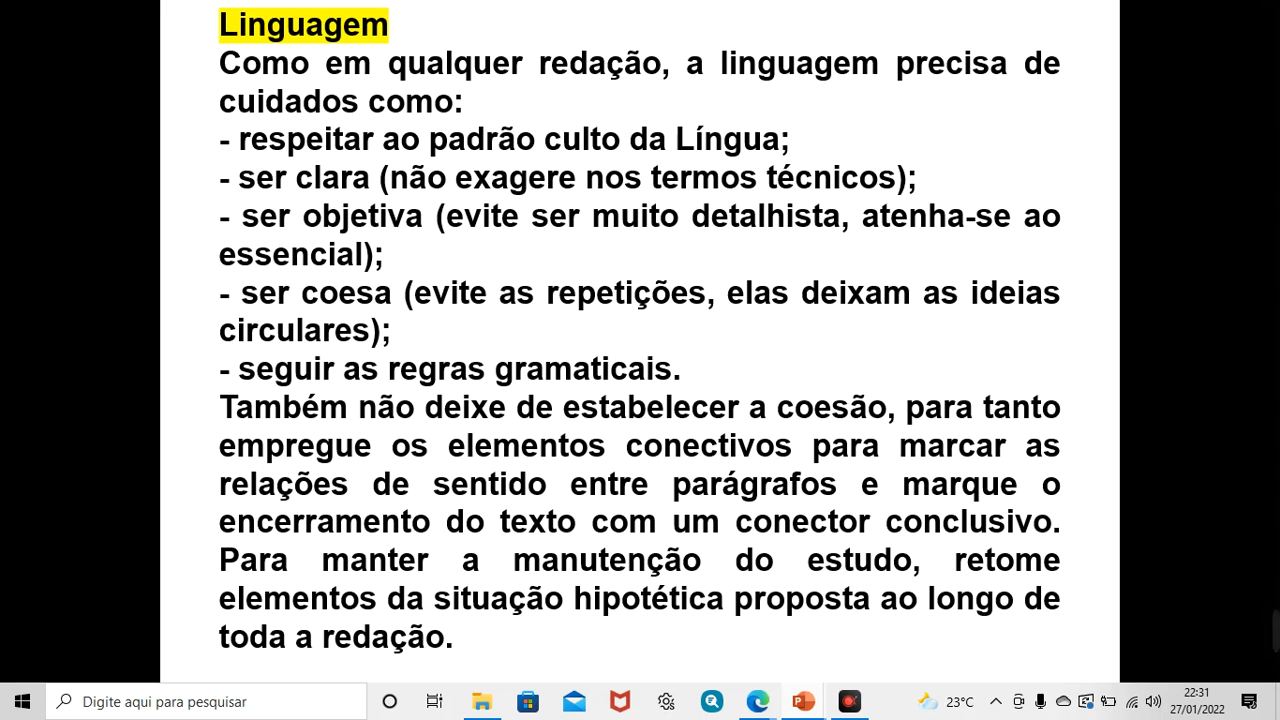 Linguagem
Como em qualquer redação, a linguagem precisa de
cuidados como:
- respeitar ao padrão culto da Língua;
- ser clara (não exagere nos termos técnicos);
- ser objetiva (evite ser muito detalhista, atenha-se ao
essencial);
- ser coesa (evite as repetições, elas deixam as ideias
circulares);
- seguir as regras gramaticais.
Também não deixe de estabelecer a coesão, para tanto
empregue os elementos conectivos para marcar as
relações de sentido entre parágrafos e marque o
encerramento do texto com um conector conclusivo.
Para manter a manutenção do estudo, retome
elementos da situação hipotética proposta ao longo de
toda a redação.
Digite aqui para pesquisar
23°C
22:31
27/01/2022